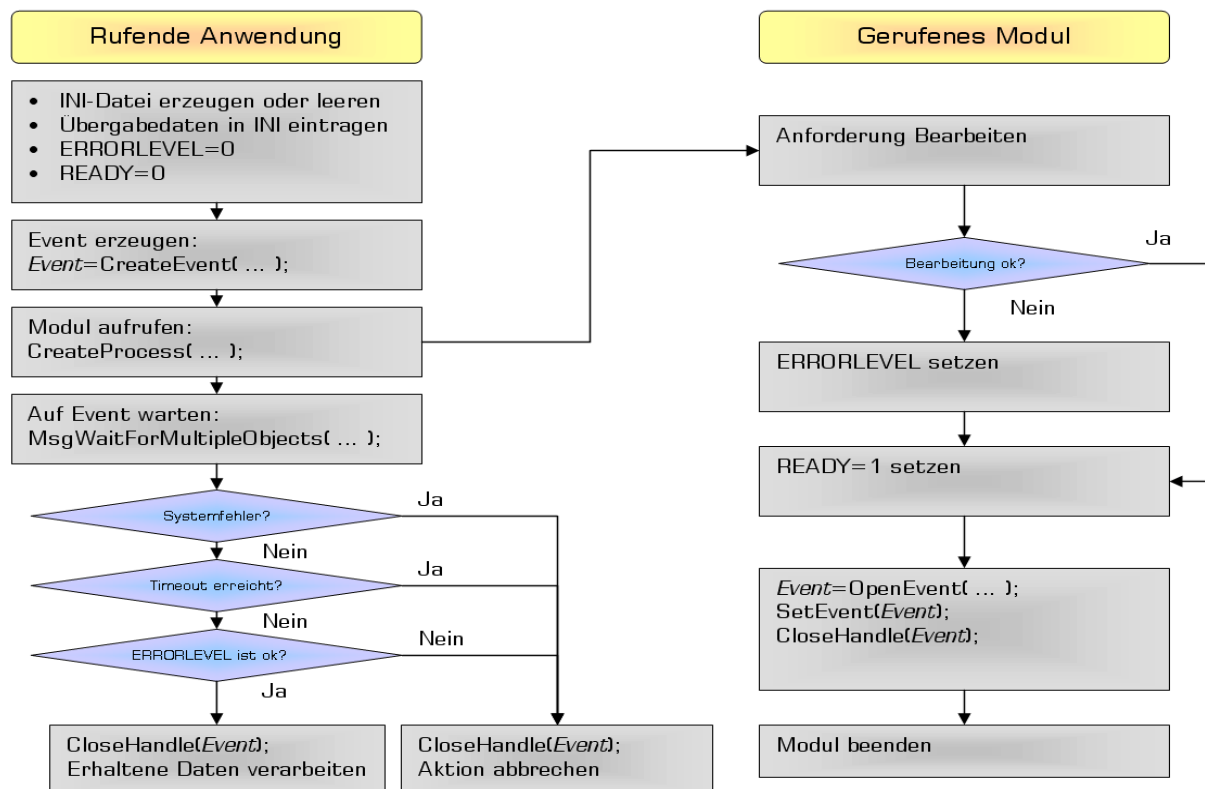 Rufende Anwendung
• INI-Datei erzeugen oder leeren
• Übergabedaten in INI eintragen
• ERRORLEVEL=0
• READY=0
Event erzeugen:
Event=CreateEvent( ... );
Modul aufrufen:
CreateProcess( ... );
Auf Event warten:
MsgWaitForMultipleObjects( ... );
Systemfehler?
Ja
Nein
Timeout erreicht?
Ja
Nein
ERRORLEVEL ist ok?
Nein
Ja
CloseHandle(Event);
Erhaltene Daten verarbeiten
CloseHandle(Event);
Aktion abbrechen
Gerufenes Modul
Anforderung Bearbeiten
Bearbeitung ok?
Ja
Nein
ERRORLEVEL setzen
READY=1 setzen
Event=OpenEvent( ... );
SetEvent(Event);
CloseHandle(Event);
Modul beenden